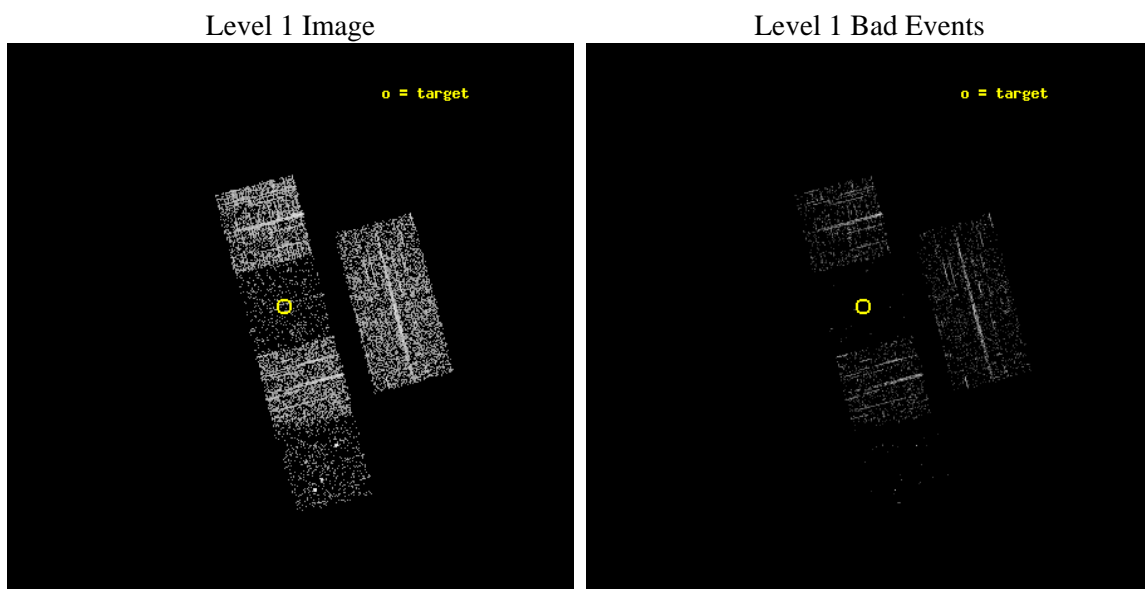 Level 1 Image
Level 1 Bad Events
o = target
o = target